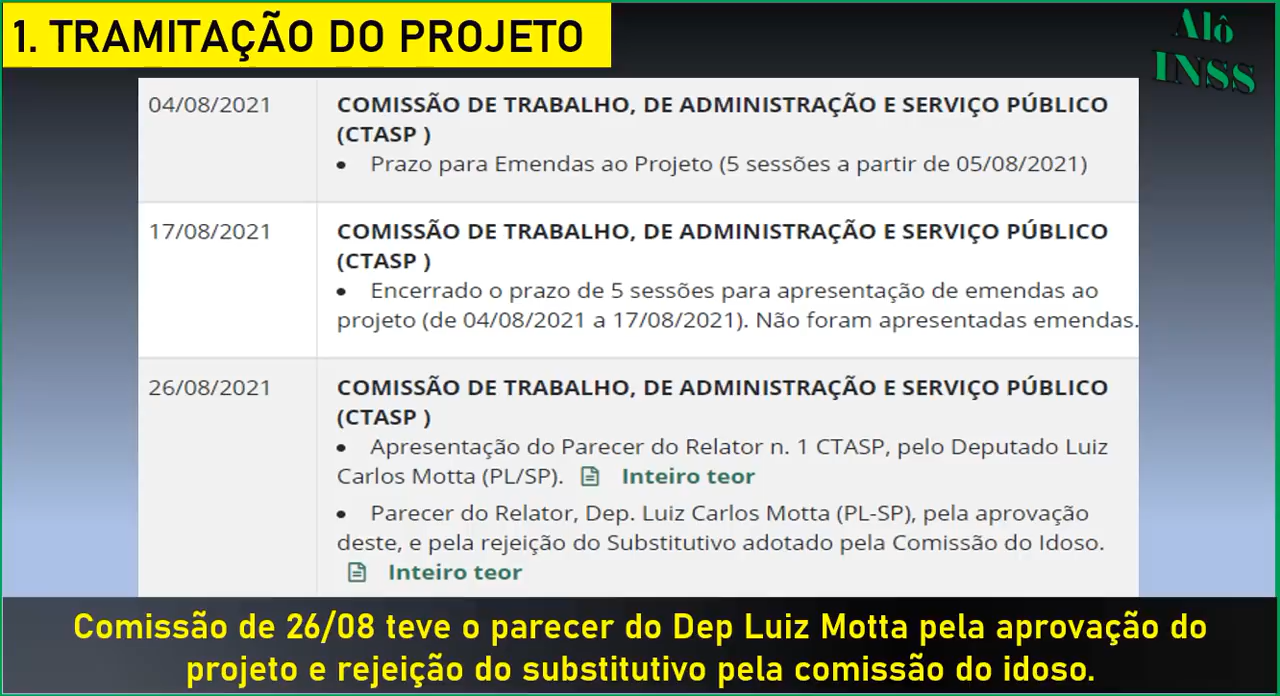 1. TRAMITAÇÃO DO PROJETO
Alô
INSS
04/08/2021
COMISSÃO DE TRABALHO, DE ADMINISTRAÇÃO E SERVIÇO PÚBLICO
(CTASP )
• Prazo para Emendas ao Projeto (5 sessões a partir de 05/08/2021)
17/08/2021
COMISSÃO DE TRABALHO, DE ADMINISTRAÇÃO E SERVIÇO PÚBLICO
(CTASP )
• Encerrado o prazo de 5 sessões para apresentação de emendas ao
projeto (de 04/08/2021 a 17/08/2021). Não foram apresentadas emendas.
26/08/2021
COMISSÃO DE TRABALHO, DE ADMINISTRAÇÃO E SERVIÇO PÚBLICO
(CTASP )
• Apresentação do Parecer do Relator n. 1 CTASP, pelo Deputado Luiz
Carlos Motta (PL/SP). Inteiro teor
• Parecer do Relator, Dep. Luiz Carlos Motta (PL-SP), pela aprovação
deste, e pela rejeição do Substitutivo adotado pela Comissão do Idoso.
Inteiro teor
Comissão de 26/08 teve o parecer do Dep Luiz Motta pela aprovação do
projeto e rejeição do substitutivo pela comissão do idoso.